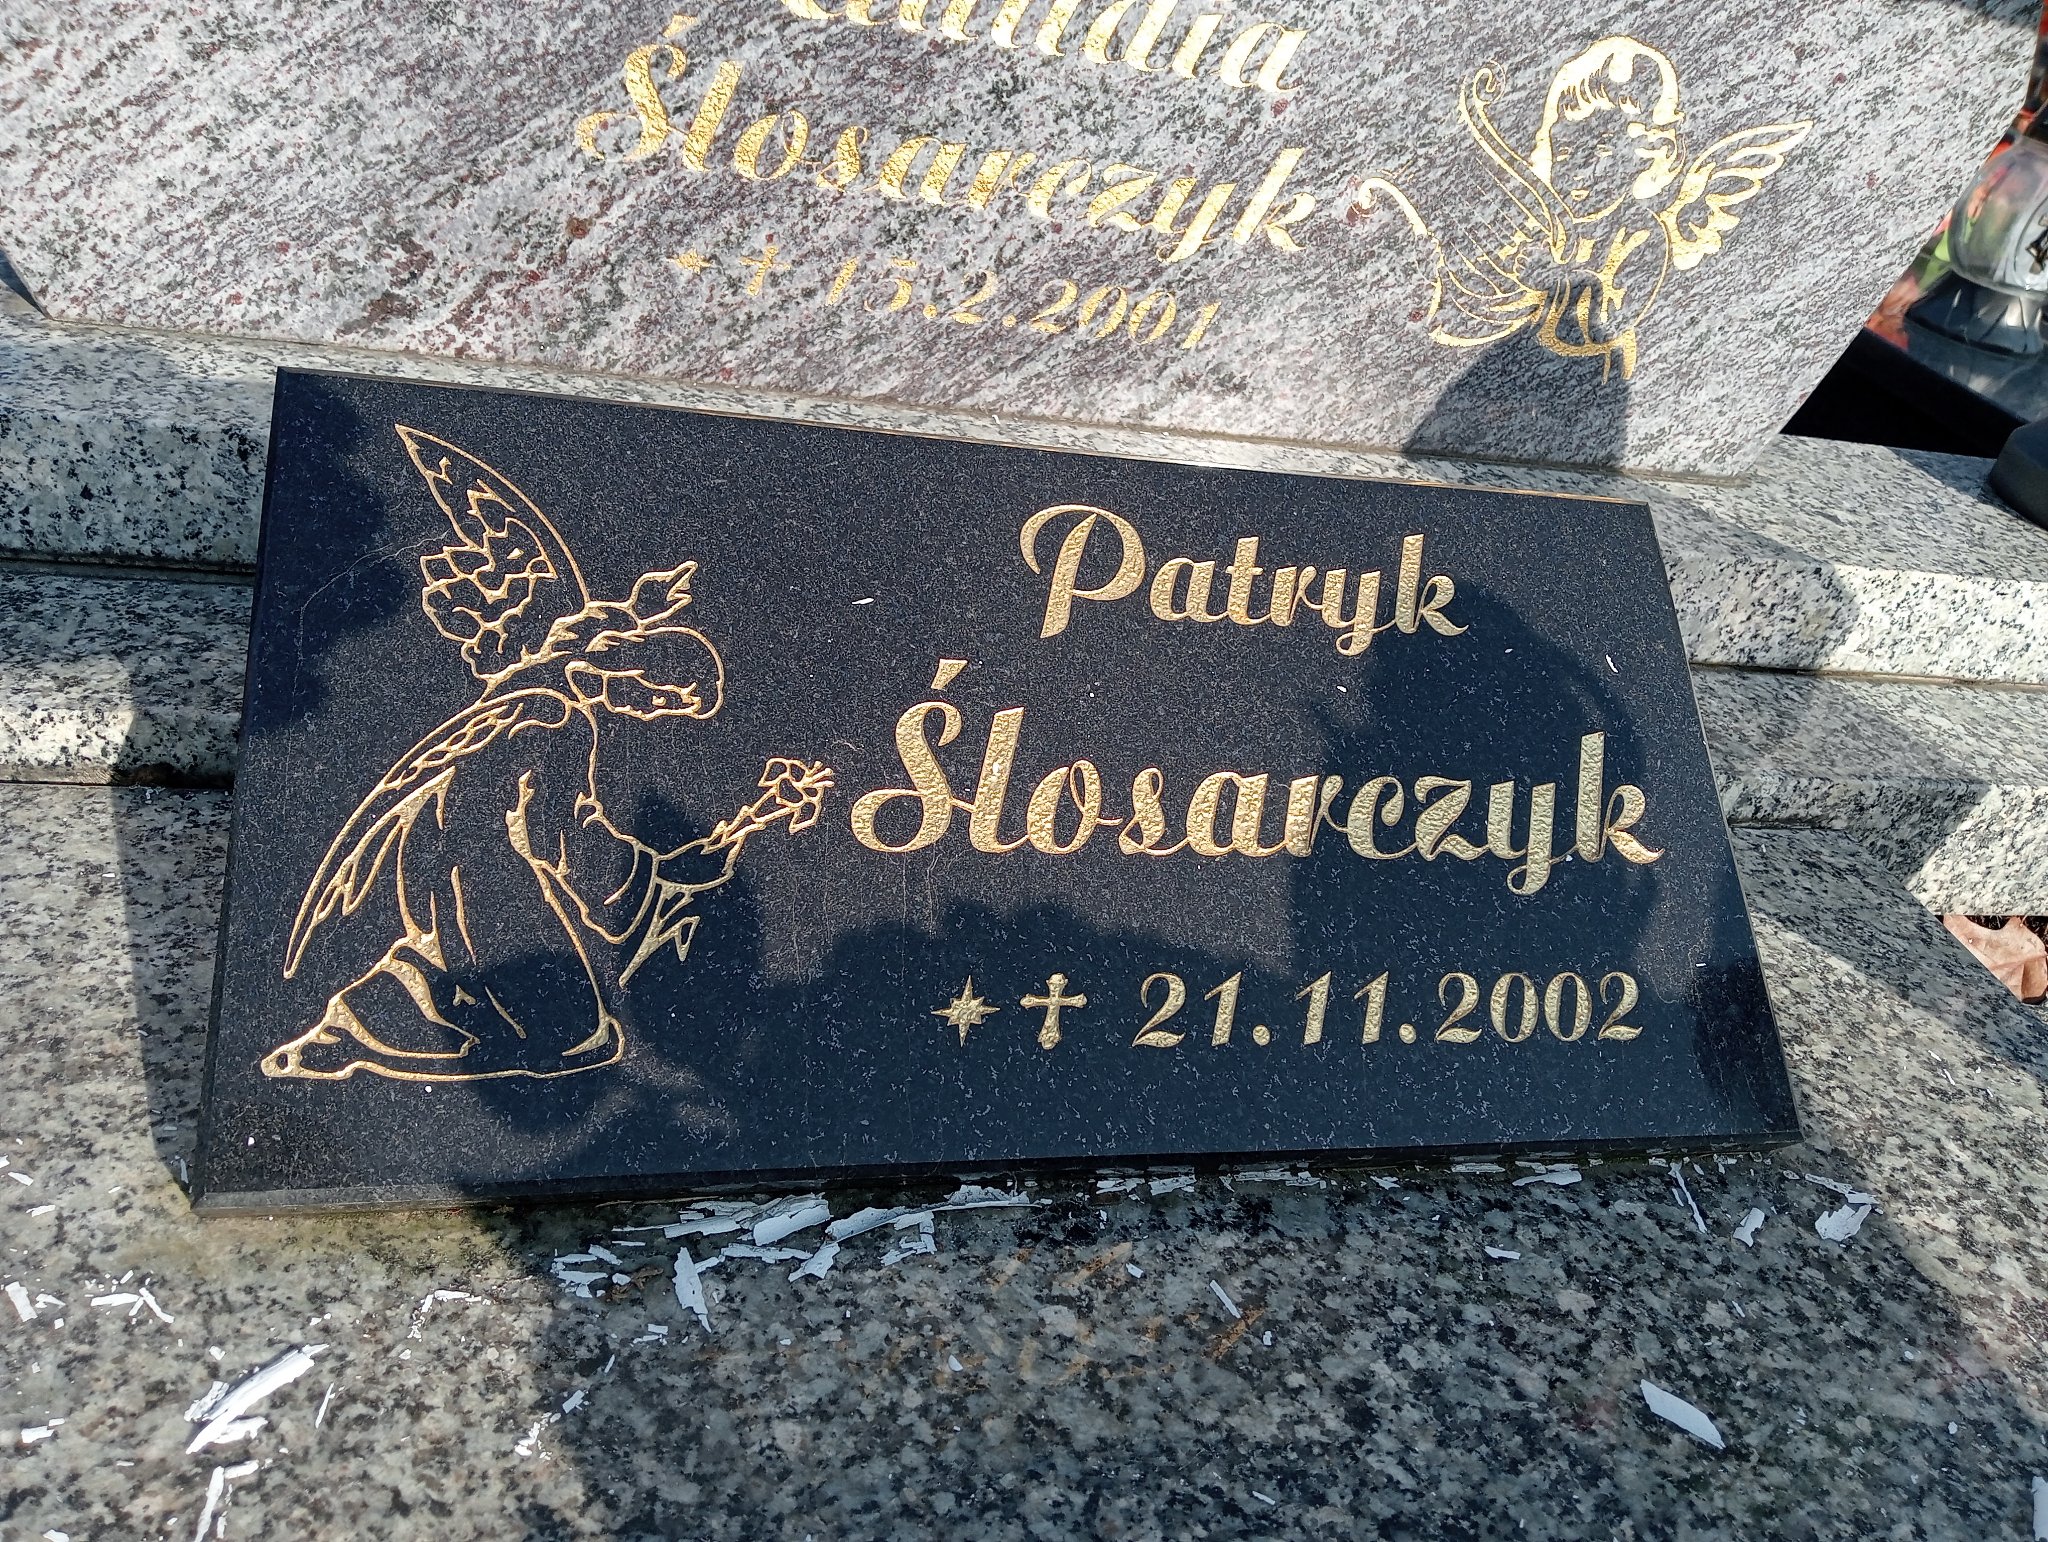 Ślosarczyk
* † 15.2.2001
Patryk
Ślosarczyk
* † 21.11.2002